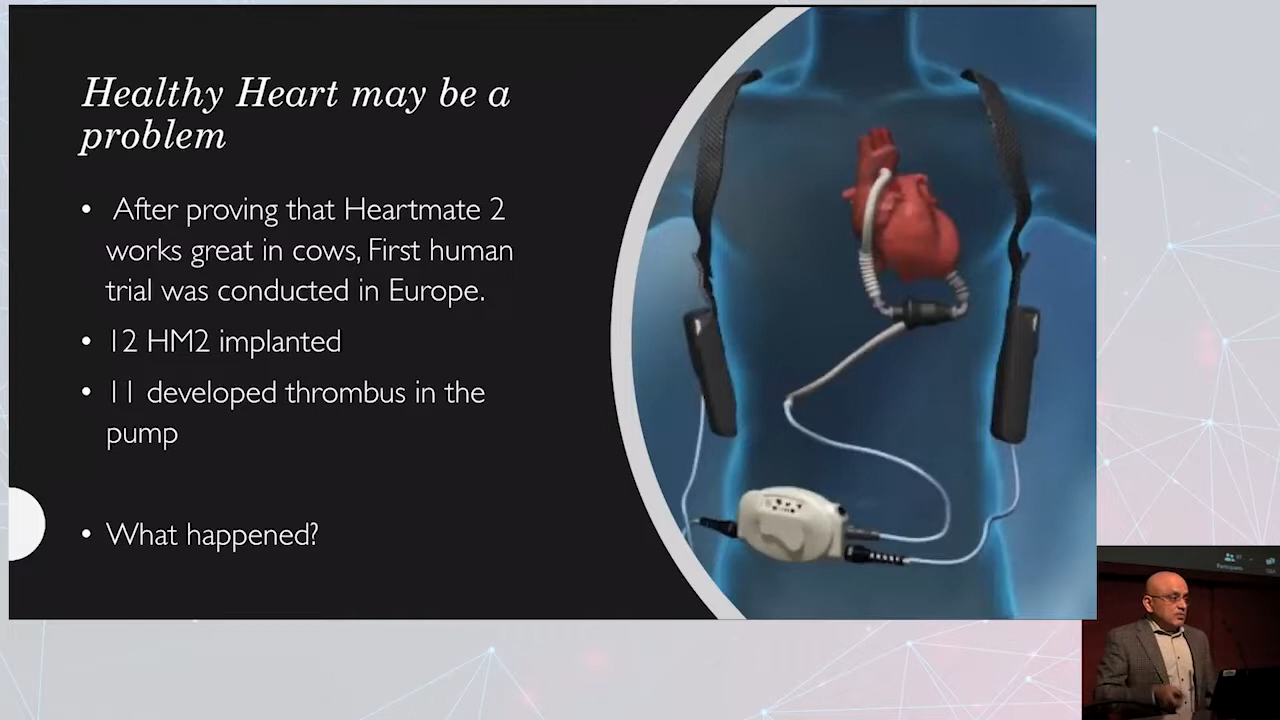 Healthy Heart may be a
problem
• After proving that Heartmate 2
works great in cows, First human
trial was conducted in Europe.
• 12 HM2 implanted
• 11 developed thrombus in the
pump
• What happened?
Participants